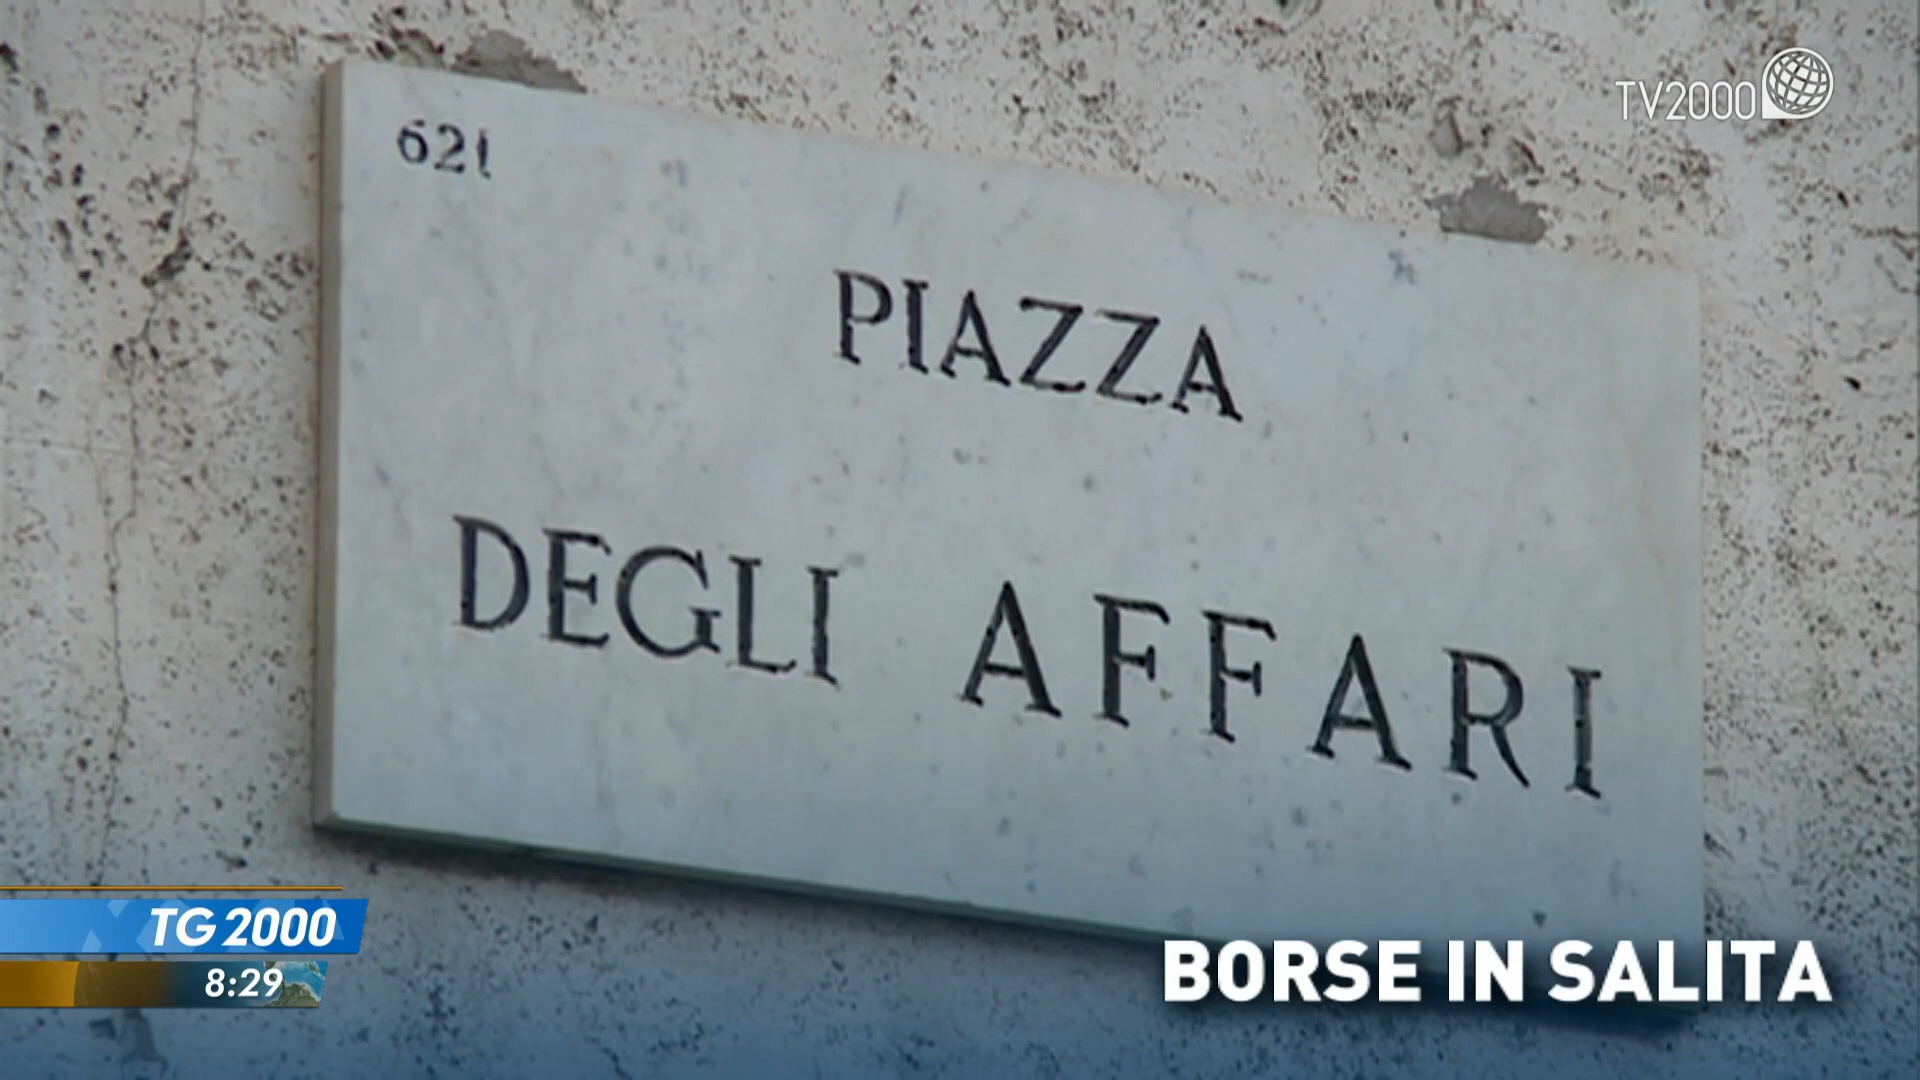 TV2000
621
PIAZZA
DEGLI AFFARI
TG 2000
8:29
BORSE IN SALITA